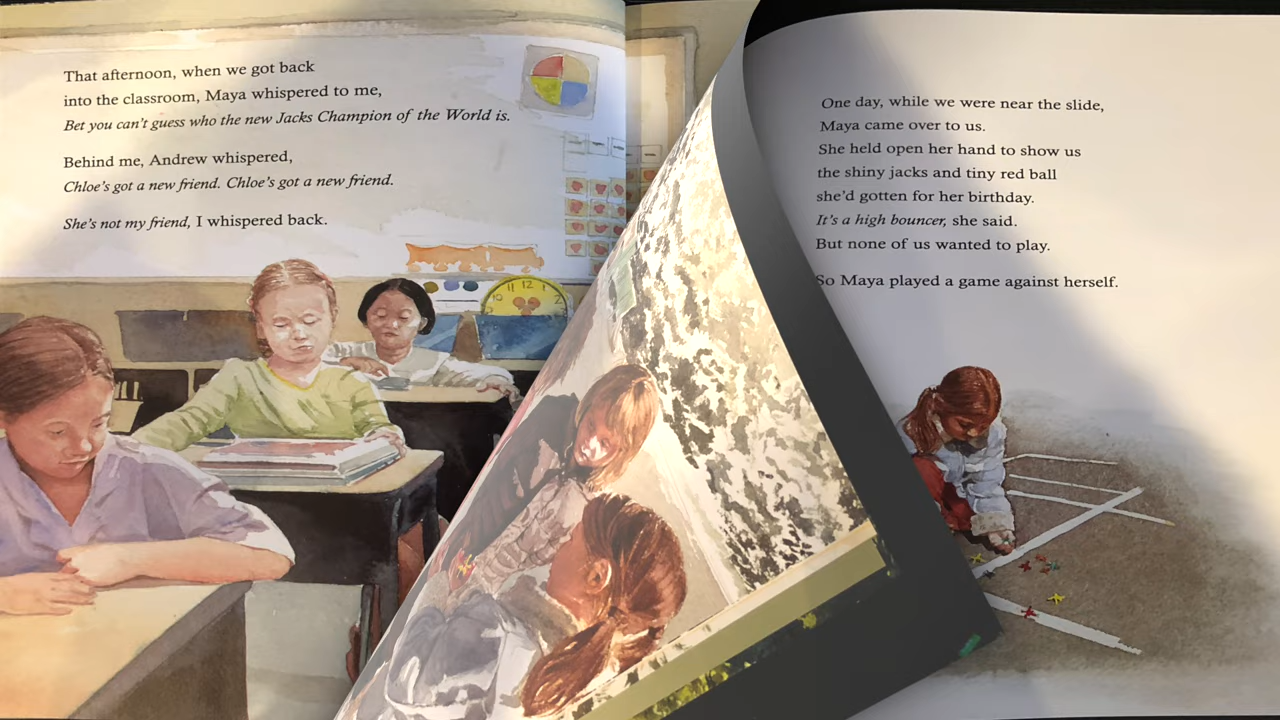 That afternoon, when we got back
into the classroom, Maya whispered to me,
Bet you can't guess who the new Jacks Champion of the World is.
Behind me, Andrew whispered,
Chloe's got a new friend. Chloe's got a new friend.
She's not my friend, I whispered back.
11 12 1
10 2
One day, while we were near the slide,
Maya came over to us.
She held open her hand to show us
the shiny jacks and tiny red ball
she'd gotten for her birthday.
It's a high bouncer, she said.
But none of us wanted to play.
So Maya played a game against herself.